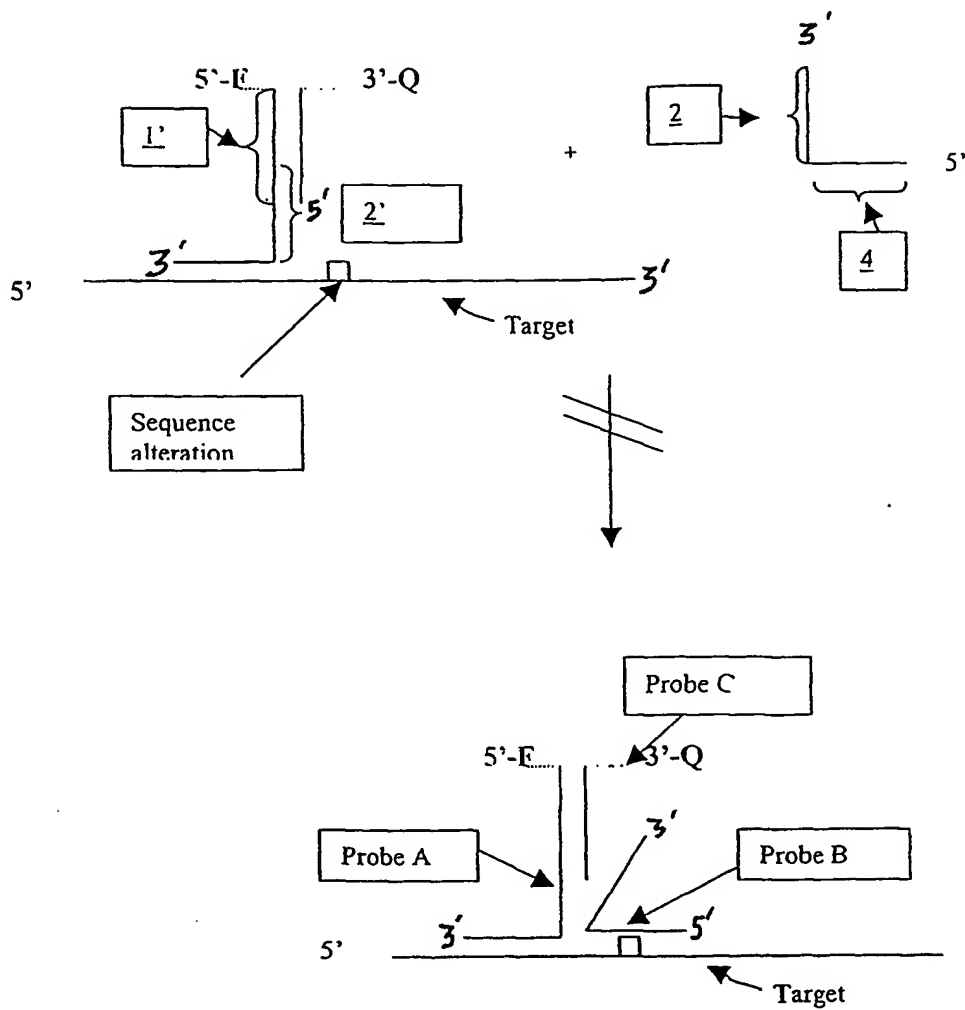 3'
5'-F
3'-Q
1'
2
+
5'
5'
2'
4
3'
5'
3'
Target
Sequence
alteration
Probe C
5'-F
3'-Q
3'
Probe A
Probe B
3'
5'
5'
Target